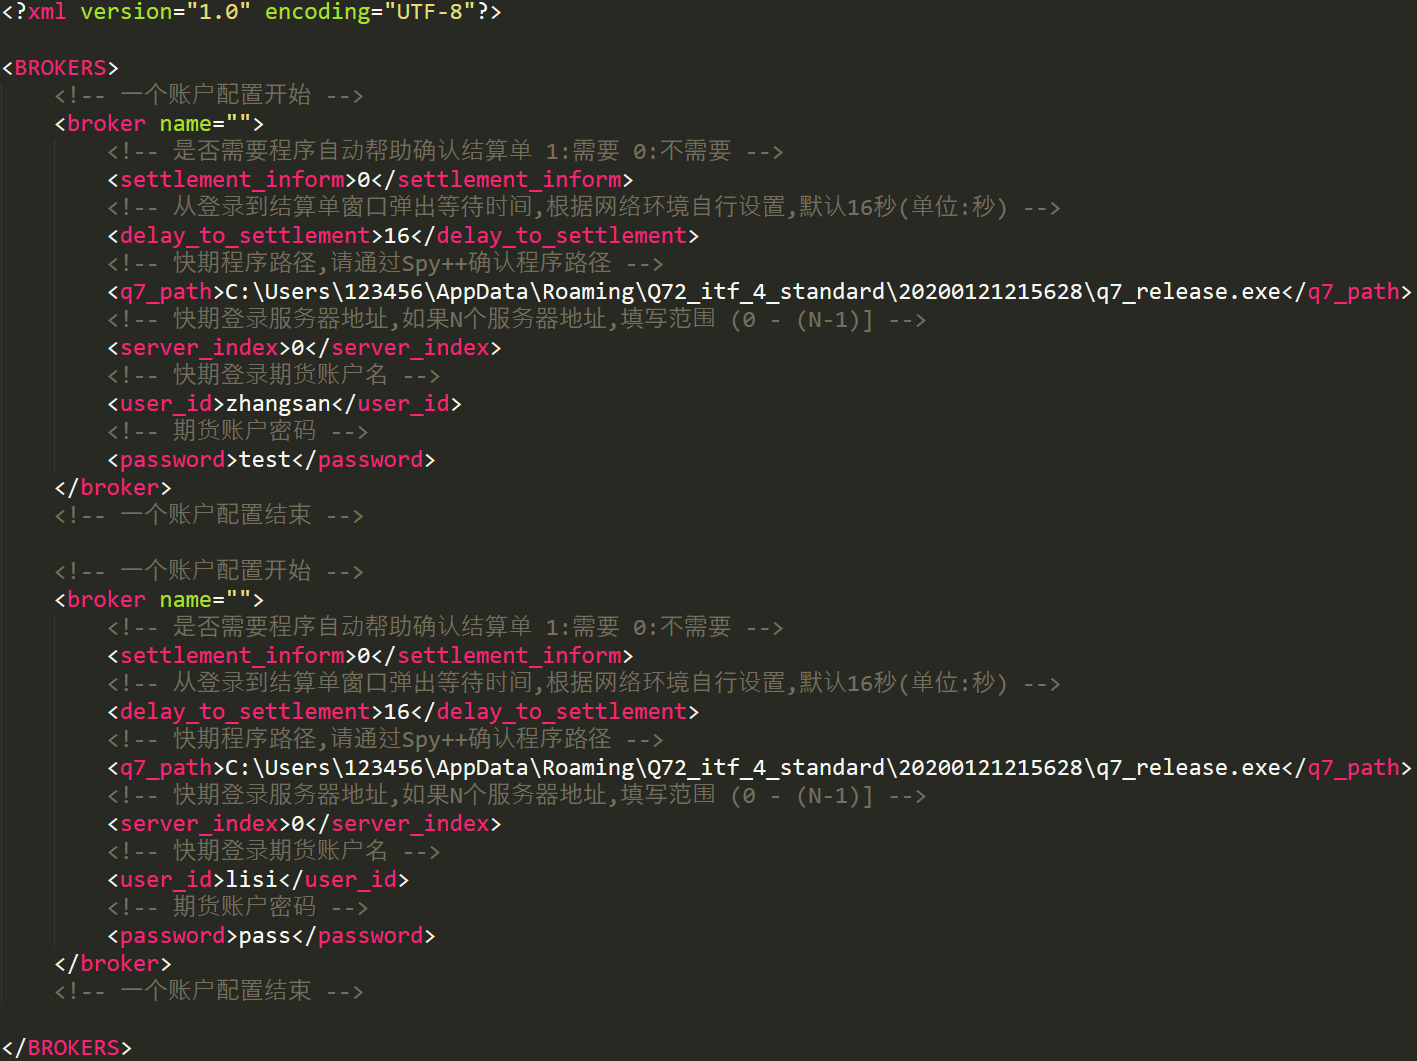 <?xml version="1.0" encoding="UTF-8"?>
<BROKERS>
<!-- 一个账户配置开始 -->
<broker name="">
<!-- 是否需要程序自动帮助确认结算单 1:需要 0:不需要 -->
<settlement_inform>0</settlement_inform>
<!-- 从登录到结算单窗口弹出等待时间,根据网络环境自行设置,默认16秒(单位:秒) -->
<delay_to_settlement>16</delay_to_settlement>
<!-- 快期程序路径,请通过Spy++确认程序路径 -->
<q7_path>C:\Users\123456\AppData\Roaming\Q72_itf_4_standard\20200121215628\q7_release.exe</q7_path>
<!-- 快期登录服务器地址,如果N个服务器地址,填写范围 (0 - (N-1)] -->
<server_index>0</server_index>
<!-- 快期登录期货账户名 -->
<user_id>zhangsan</user_id>
<!-- 期货账户密码 -->
<password>test</password>
</broker>
<!-- 一个账户配置结束 -->
<!-- 一个账户配置开始 -->
<broker name="">
<!-- 是否需要程序自动帮助确认结算单 1:需要 0:不需要 -->
<settlement_inform>0</settlement_inform>
<!-- 从登录到结算单窗口弹出等待时间,根据网络环境自行设置,默认16秒(单位:秒) -->
<delay_to_settlement>16</delay_to_settlement>
<!-- 快期程序路径,请通过Spy++确认程序路径 -->
<q7_path>C:\Users\123456\AppData\Roaming\Q72_itf_4_standard\20200121215628\q7_release.exe</q7_path>
<!-- 快期登录服务器地址,如果N个服务器地址,填写范围 (0 - (N-1)] -->
<server_index>0</server_index>
<!-- 快期登录期货账户名 -->
<user_id>lisi</user_id>
<!-- 期货账户密码 -->
<password>pass</password>
</broker>
<!-- 一个账户配置结束 -->
</BROKERS>